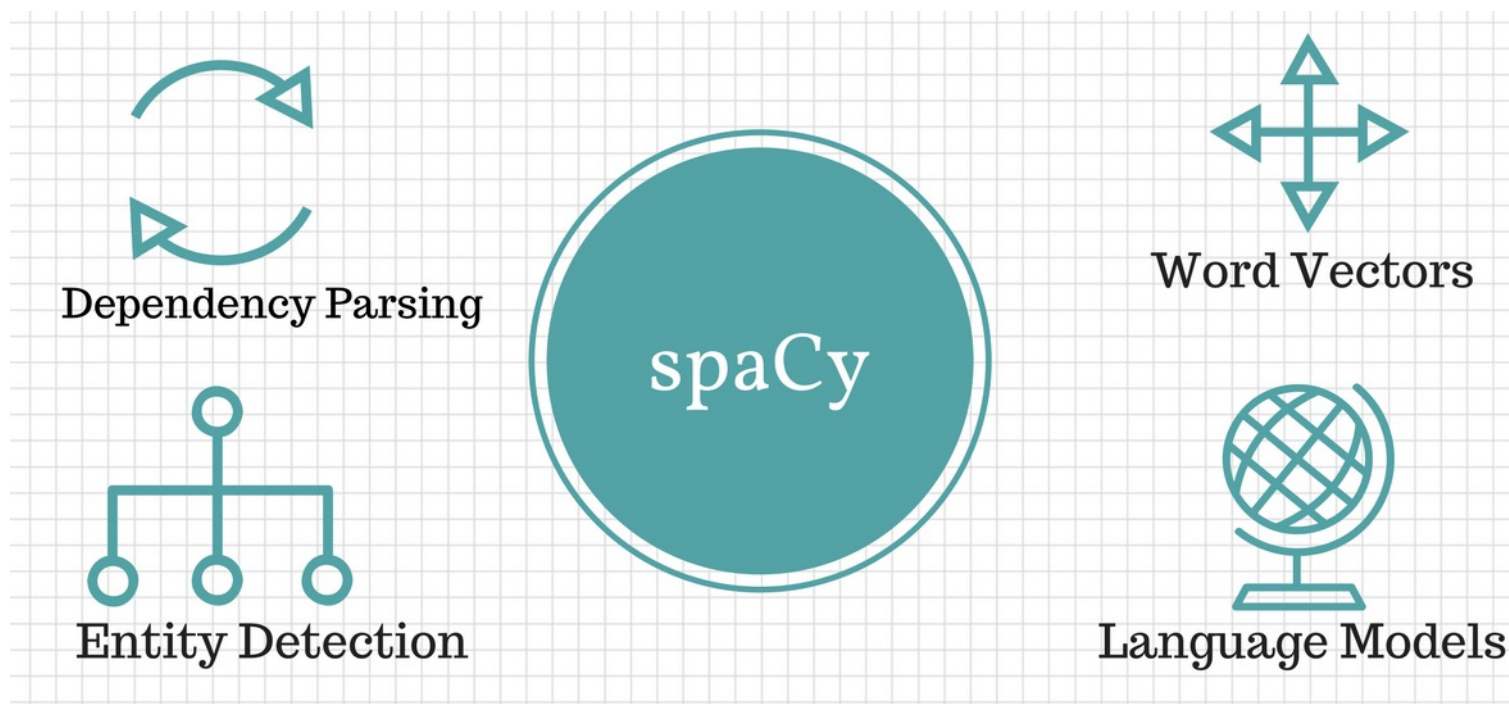 Dependency Parsing
Word Vectors
spaCy
Entity Detection
Language Models